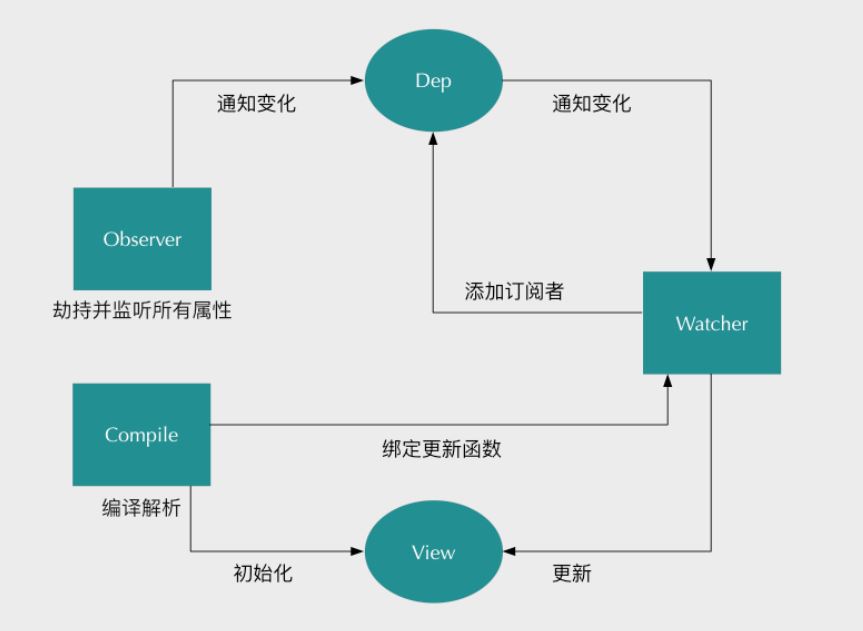 Dep
通知变化
通知变化
Observer
劫持并监听所有属性
添加订阅者
Watcher
Compile
绑定更新函数
编译解析
View
初始化
更新